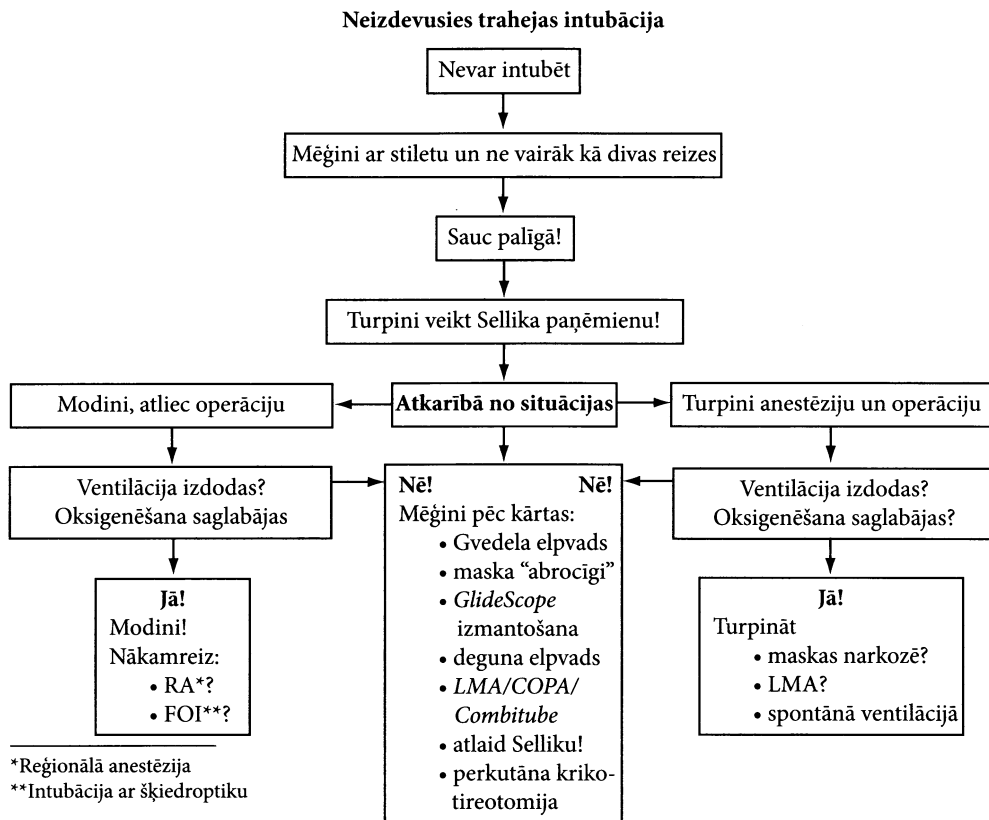 Neizdevusies trahejas intubācija
Nevar intubēt
Mēģini ar stiletu un ne vairāk kā divas reizes
Sauc palīgā!
Turpini veikt Sellika paņēmienu!
Modini, atliec operāciju
Atkarībā no situācijas
Turpini anestēziju un operāciju
Ventilācija izdodas?
Oksigenēšana saglabājas
Jā!
Modini!
Nākamreiz:
• RA*?
• FOI**?
Nē! Nē!
Mēģini pēc kārtas:
• Gvedela elpvads
• maska “abrocīgi”
• GlideScope
izmantošana
• deguna elpvads
• LMA/COPA/
Combitube
• atlaid Selliku!
• perkutāna kriko-
tireotomija
Ventilācija izdodas?
Oksigenēšana saglabājas?
Jā!
Turpināt
• maskas narkozē?
• LMA?
• spontānā ventilācijā
*Reģionālā anestēzija
**Intubācija ar šķiedroptiku